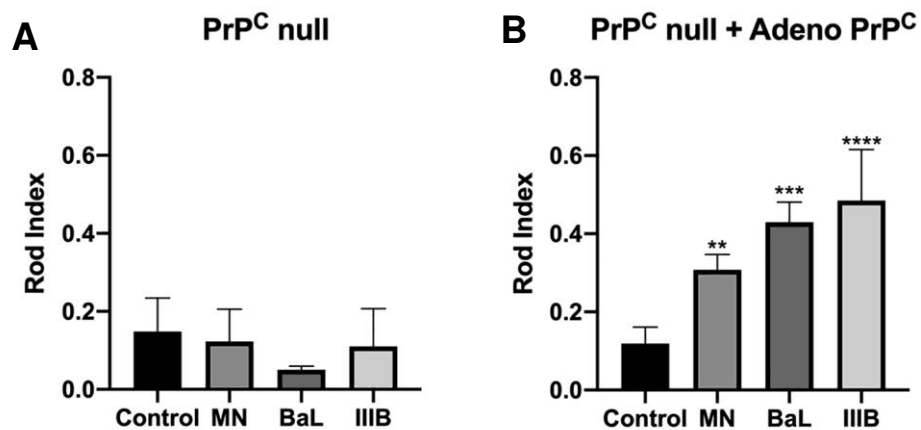 A
PrP^C null
Rod Index
0.8
0.6
0.4
0.2
0.0
Control MN BaL IIIB
B
PrP^C null + Adeno PrP^C
Rod Index
0.8
0.6
0.4
0.2
0.0
**
***
****
Control MN BaL IIIB